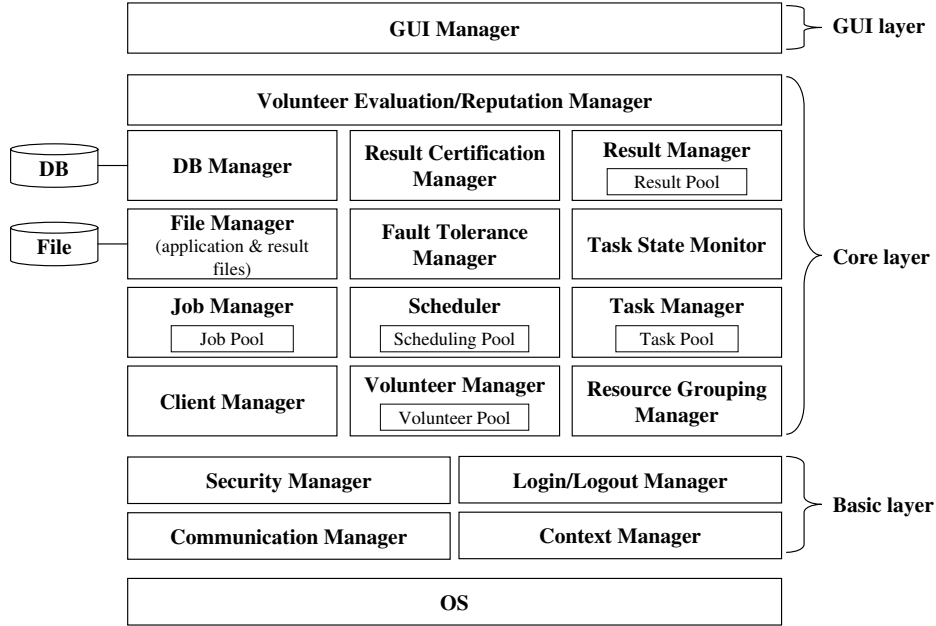 GUI Manager
GUI layer
Volunteer Evaluation/Reputation Manager
DB
DB Manager
Result Certification
Manager
Result Manager
Result Pool
File
File Manager
(application & result
files)
Fault Tolerance
Manager
Task State Monitor
Core layer
Job Manager
Job Pool
Scheduler
Scheduling Pool
Task Manager
Task Pool
Client Manager
Volunteer Manager
Volunteer Pool
Resource Grouping
Manager
Security Manager
Login/Logout Manager
Basic layer
Communication Manager
Context Manager
OS